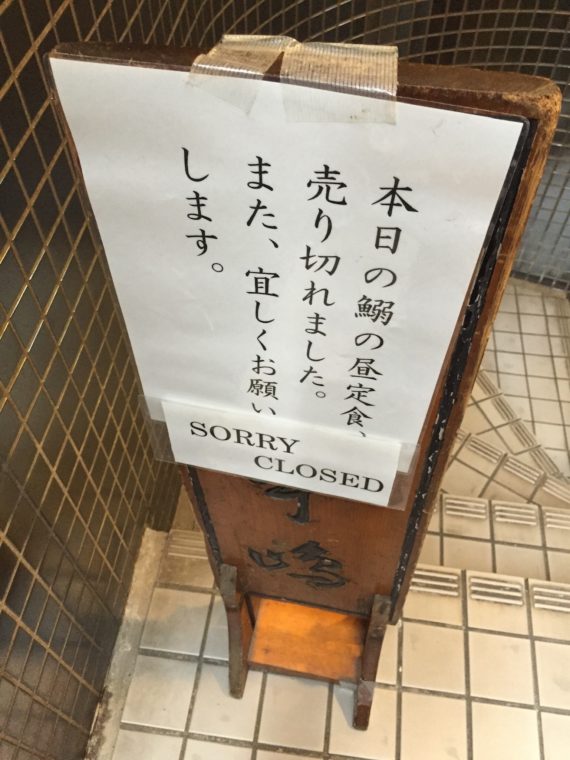 本日の鰯の昼定食、
売り切れました。
また、宜しくお願い
します。
SORRY
CLOSED
嶋